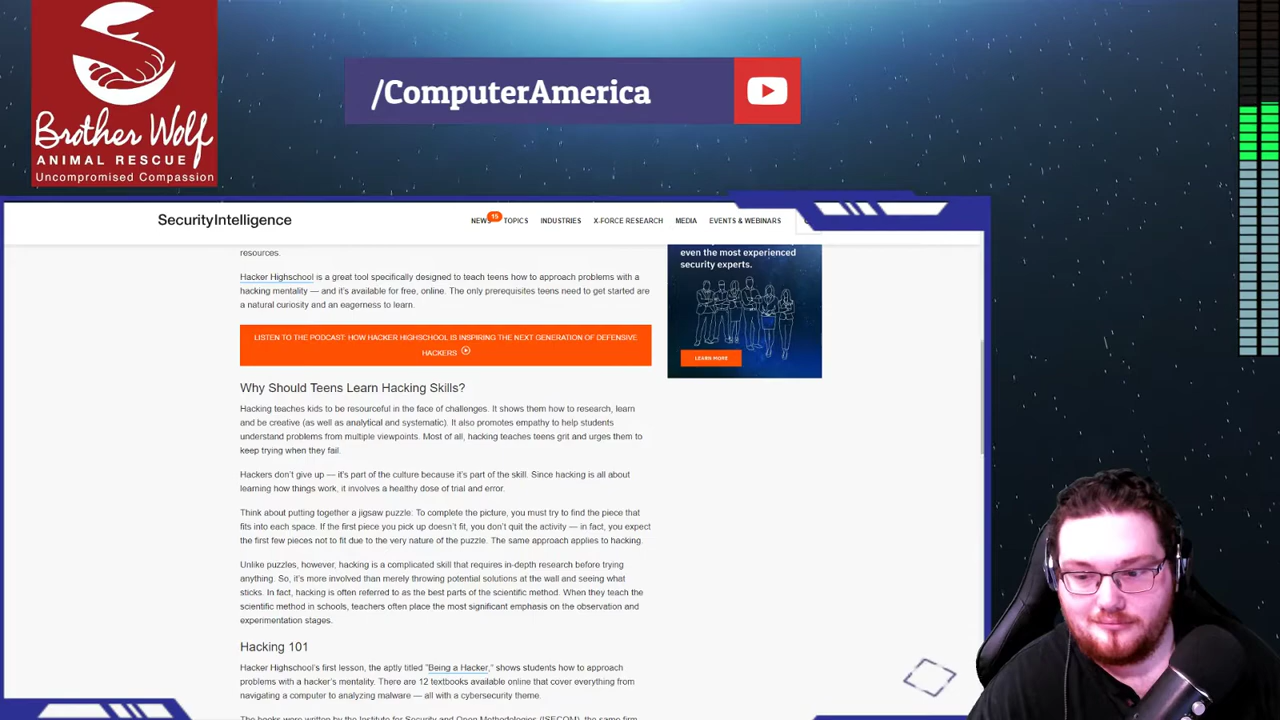 Brother Wolf
ANIMAL RESCUE
Uncompromised Compassion
/ComputerAmerica
SecurityIntelligence
NEWS 15 TOPICS INDUSTRIES X-FORCE RESEARCH MEDIA EVENTS & WEBINARS
resources.
Hacker Highschool is a great tool specifically designed to teach teens how to approach problems with a
hacking mentality — and it's available for free, online. The only prerequisites teens need to get started are
a natural curiosity and an eagerness to learn.
LISTEN TO THE PODCAST: HOW HACKER HIGHSCHOOL IS INSPIRING THE NEXT GENERATION OF DEFENSIVE
HACKERS
even the most experienced
security experts.
LEARN MORE
Why Should Teens Learn Hacking Skills?
Hacking teaches kids to be resourceful in the face of challenges. It shows them how to research, learn
and be creative (as well as analytical and systematic). It also promotes empathy to help students
understand problems from multiple viewpoints. Most of all, hacking teaches teens grit and urges them to
keep trying when they fail.
Hackers don't give up — it's part of the culture because it's part of the skill. Since hacking is all about
learning how things work, it involves a healthy dose of trial and error.
Think about putting together a jigsaw puzzle: To complete the picture, you must try to find the piece that
fits into each space. If the first piece you pick up doesn't fit, you don't quit the activity — in fact, you expect
the first few pieces not to fit due to the very nature of the puzzle. The same approach applies to hacking.
Unlike puzzles, however, hacking is a complicated skill that requires in-depth research before trying
anything. So, it's more involved than merely throwing potential solutions at the wall and seeing what
sticks. In fact, hacking is often referred to as the best parts of the scientific method. When they teach the
scientific method in schools, teachers often place the most significant emphasis on the observation and
experimentation stages.
Hacking 101
Hacker Highschool's first lesson, the aptly titled "Being a Hacker," shows students how to approach
problems with a hacker's mentality. There are 12 textbooks available online that cover everything from
navigating a computer to analyzing malware — all with a cybersecurity theme.
The books were written by the Institute for Security and Open Methodologies (ISECOM), the same firm